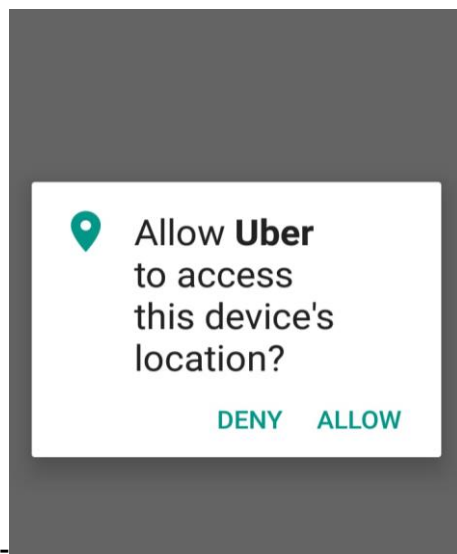 Allow Uber
to access
this device's
location?
DENY ALLOW
-